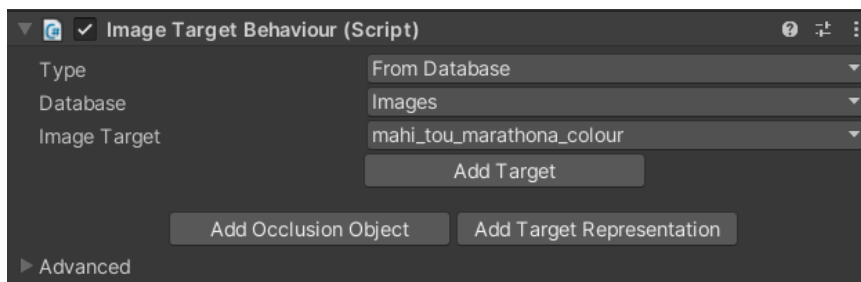 Image Target Behaviour (Script)
Type From Database
Database Images
Image Target mahi_tou_marathona_colour
Add Target
Add Occlusion Object Add Target Representation
Advanced